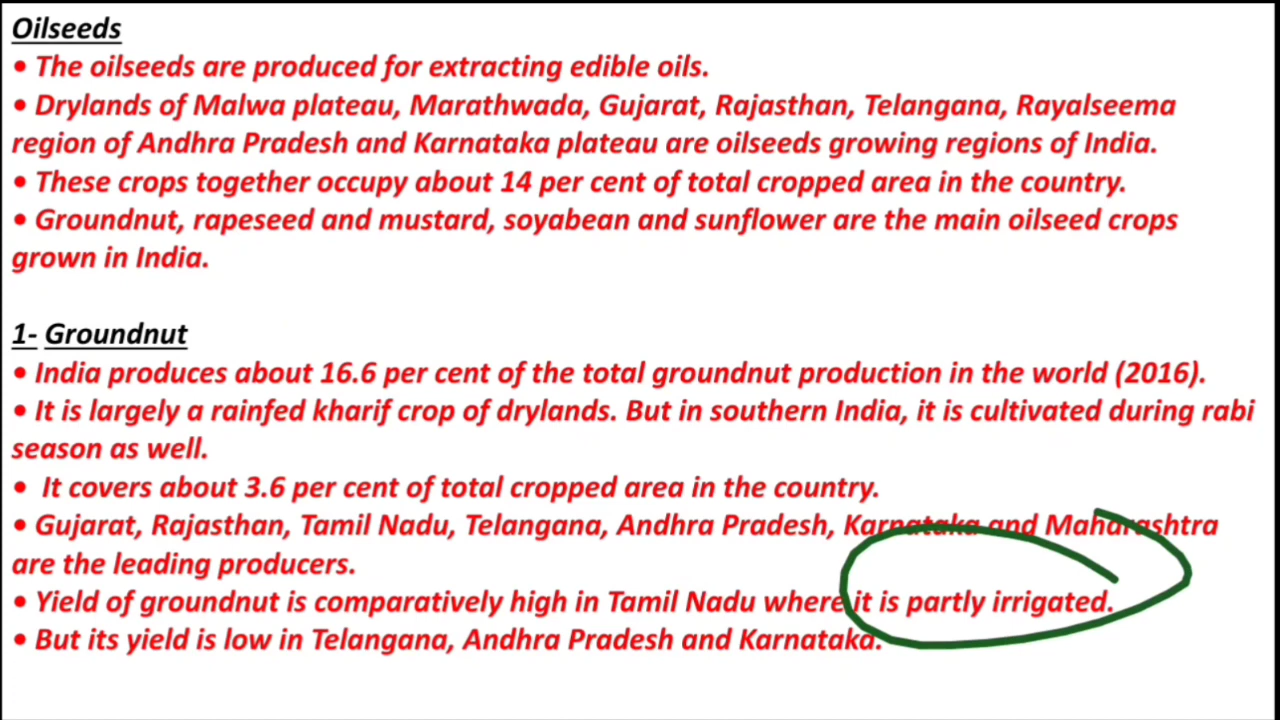 Oilseeds
• The oilseeds are produced for extracting edible oils.
• Drylands of Malwa plateau, Marathwada, Gujarat, Rajasthan, Telangana, Rayalseema
region of Andhra Pradesh and Karnataka plateau are oilseeds growing regions of India.
• These crops together occupy about 14 per cent of total cropped area in the country.
• Groundnut, rapeseed and mustard, soyabean and sunflower are the main oilseed crops
grown in India.
1- Groundnut
• India produces about 16.6 per cent of the total groundnut production in the world (2016).
• It is largely a rainfed kharif crop of drylands. But in southern India, it is cultivated during rabi
season as well.
• It covers about 3.6 per cent of total cropped area in the country.
• Gujarat, Rajasthan, Tamil Nadu, Telangana, Andhra Pradesh, Karnataka and Maharashtra
are the leading producers.
• Yield of groundnut is comparatively high in Tamil Nadu where it is partly irrigated.
• But its yield is low in Telangana, Andhra Pradesh and Karnataka.